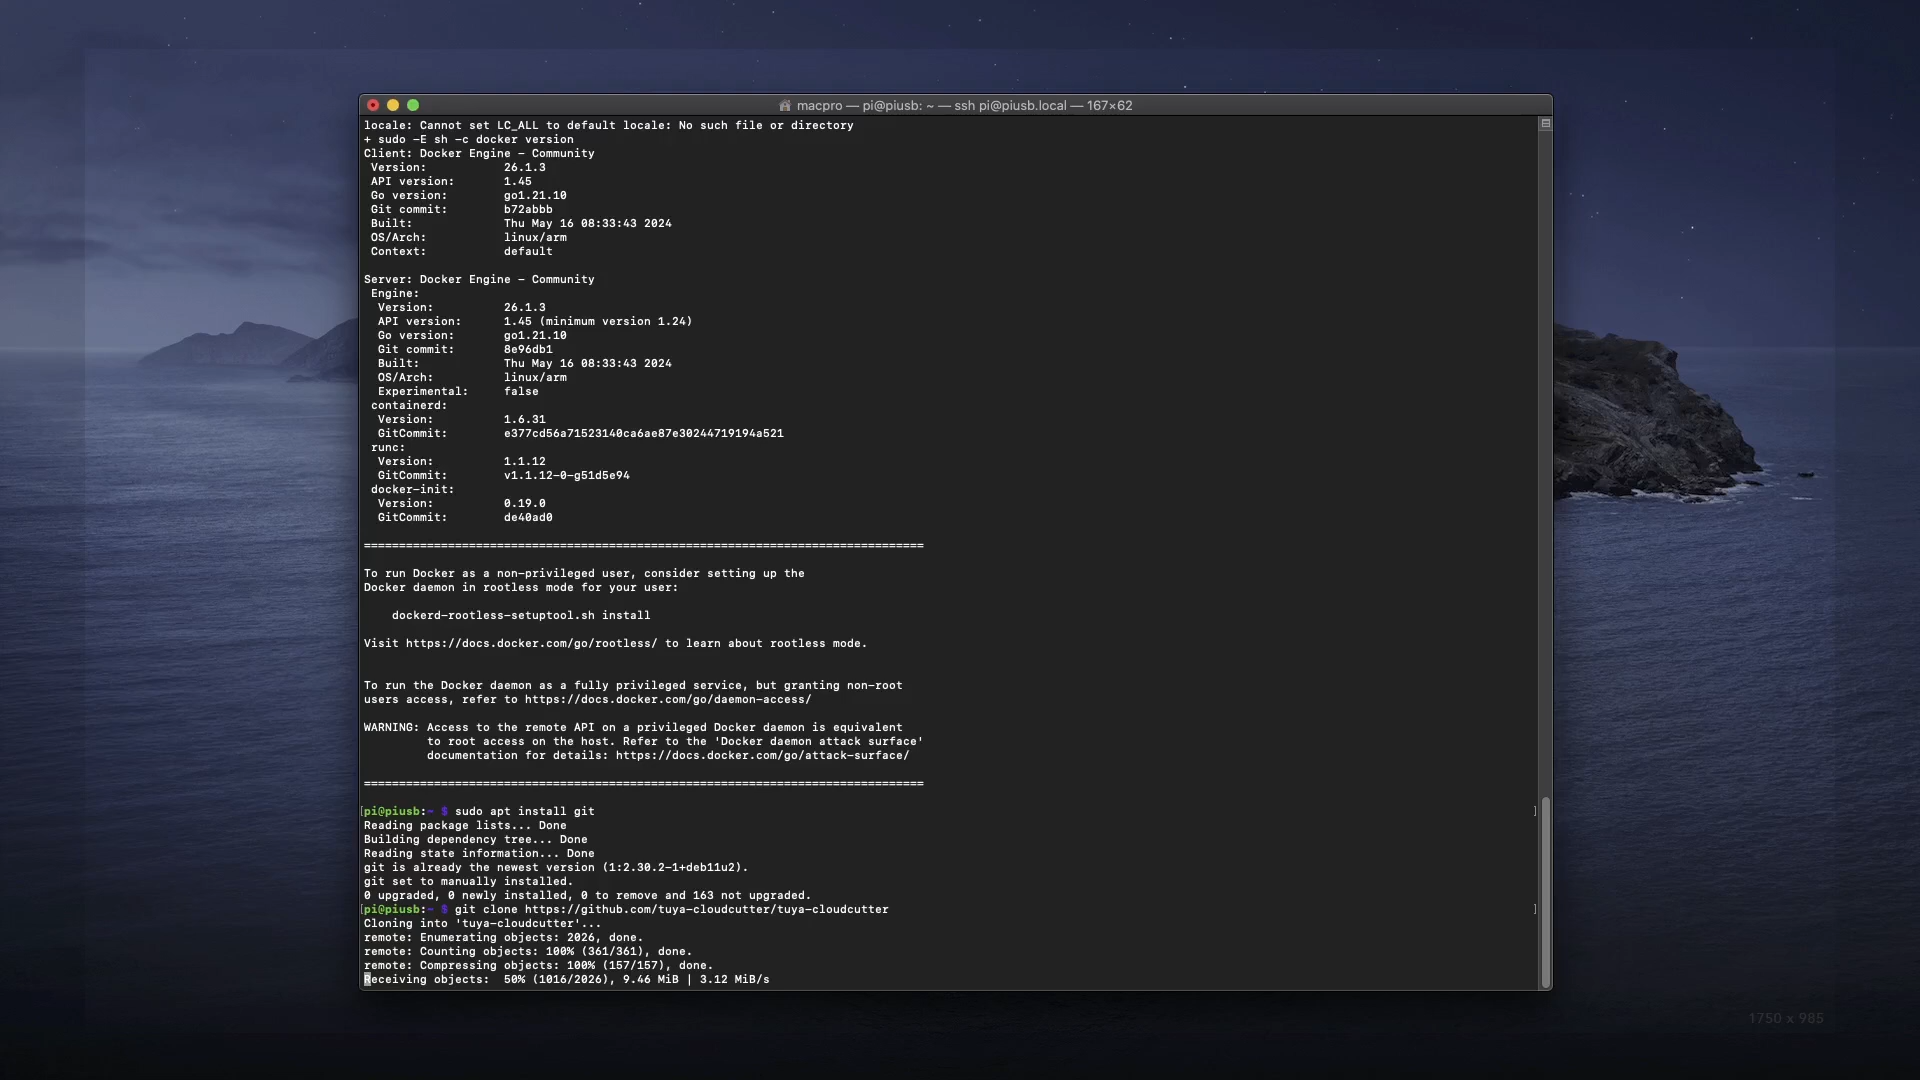 macpro — pi@piusb: ~ — ssh pi@piusb.local — 167×62
locale: Cannot set LC_ALL to default locale: No such file or directory
+ sudo -E sh -c docker version
Client: Docker Engine - Community
Version: 26.1.3
API version: 1.45
Go version: go1.21.10
Git commit: b72abbb
Built: Thu May 16 08:33:43 2024
OS/Arch: linux/arm
Context: default
Server: Docker Engine - Community
Engine:
Version: 26.1.3
API version: 1.45 (minimum version 1.24)
Go version: go1.21.10
Git commit: 8e96db1
Built: Thu May 16 08:33:43 2024
OS/Arch: linux/arm
Experimental: false
containerd:
Version: 1.6.31
GitCommit: e377cd56a71523140ca6ae87e30244719194a521
runc:
Version: 1.1.12
GitCommit: v1.1.12-0-g51d5e94
docker-init:
Version: 0.19.0
GitCommit: de40ad0
================================================================================
To run Docker as a non-privileged user, consider setting up the
Docker daemon in rootless mode for your user:
dockerd-rootless-setuptool.sh install
Visit https://docs.docker.com/go/rootless/ to learn about rootless mode.
To run the Docker daemon as a fully privileged service, but granting non-root
users access, refer to https://docs.docker.com/go/daemon-access/
WARNING: Access to the remote API on a privileged Docker daemon is equivalent
to root access on the host. Refer to the 'Docker daemon attack surface'
documentation for details: https://docs.docker.com/go/attack-surface/
================================================================================
[pi@piusb:~ $ sudo apt install git ]
Reading package lists... Done
Building dependency tree... Done
Reading state information... Done
git is already the newest version (1:2.30.2-1+deb11u2).
git set to manually installed.
0 upgraded, 0 newly installed, 0 to remove and 163 not upgraded.
[pi@piusb:~ $ git clone https://github.com/tuya-cloudcutter/tuya-cloudcutter ]
Cloning into 'tuya-cloudcutter'...
remote: Enumerating objects: 2026, done.
remote: Counting objects: 100% (361/361), done.
remote: Compressing objects: 100% (157/157), done.
Receiving objects: 50% (1016/2026), 9.46 MiB | 3.12 MiB/s
1750 x 985